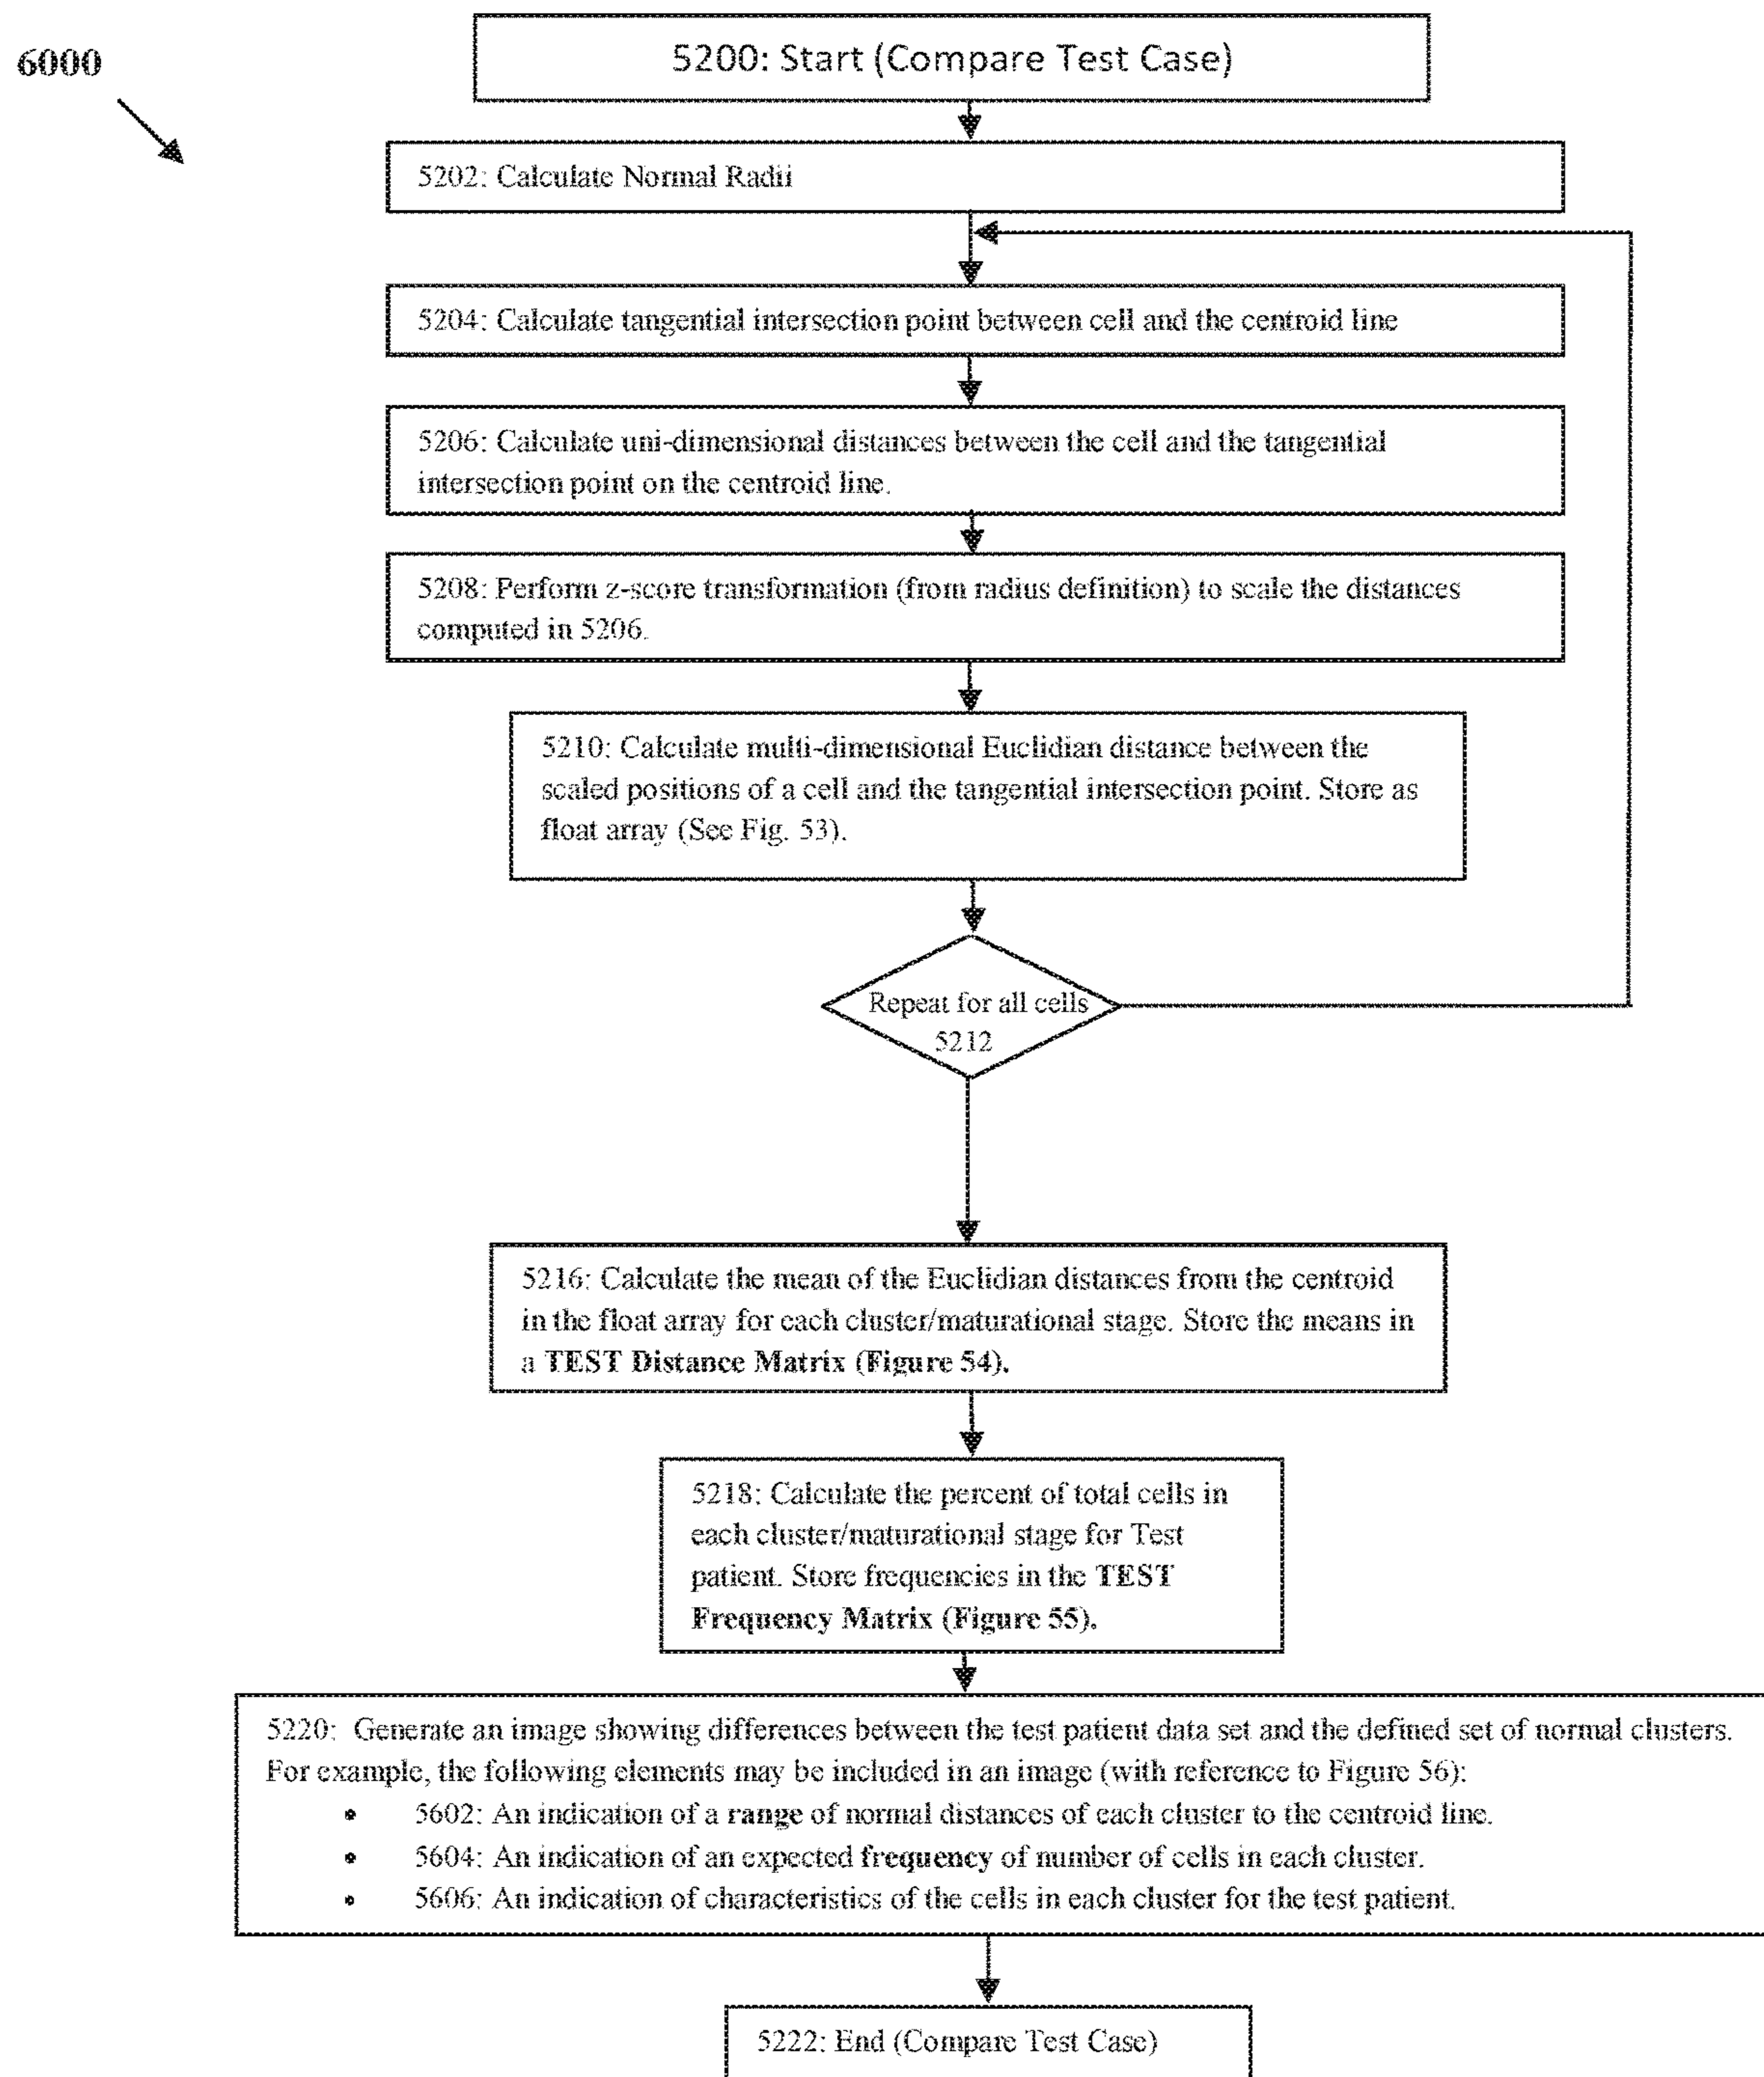 6000
5200: Start (Compare Test Case)
5202: Calculate Normal Radii
5204: Calculate tangential intersection point between cell and the centroid line
5206: Calculate uni-dimensional distances between the cell and the tangential
intersection point on the centroid line.
5208: Perform z-score transformation (from radius definition) to scale the distances
computed in 5206.
5210: Calculate multi-dimensional Euclidian distance between the
scaled positions of a cell and the tangential intersection point. Store as
float array (See Fig. 53).
Repeat for all cells
5212
5216: Calculate the mean of the Euclidian distances from the centroid
in the float array for each cluster/maturational stage. Store the means in
a TEST Distance Matrix (Figure 54).
5218: Calculate the percent of total cells in
each cluster/maturational stage for Test
patient. Store frequencies in the TEST
Frequency Matrix (Figure 55).
5220: Generate an image showing differences between the test patient data set and the defined set of normal clusters.
For example, the following elements may be included in an image (with reference to Figure 56):
• 5602: An indication of a range of normal distances of each cluster to the centroid line.
• 5604: An indication of an expected frequency of number of cells in each cluster.
• 5606: An indication of characteristics of the cells in each cluster for the test patient.
5222: End (Compare Test Case)